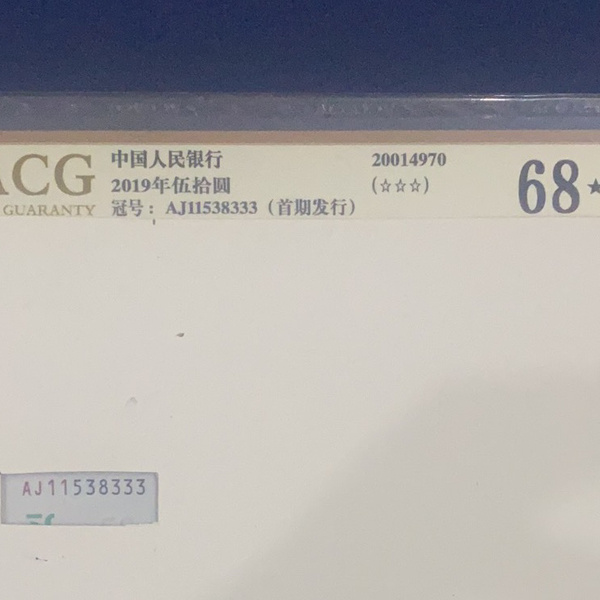 ACG
GUARANTY
中国人民银行
2019年伍拾圆
冠号：AJ11538333（首期发行）
20014970
(☆☆☆)
68★
AJ11538333